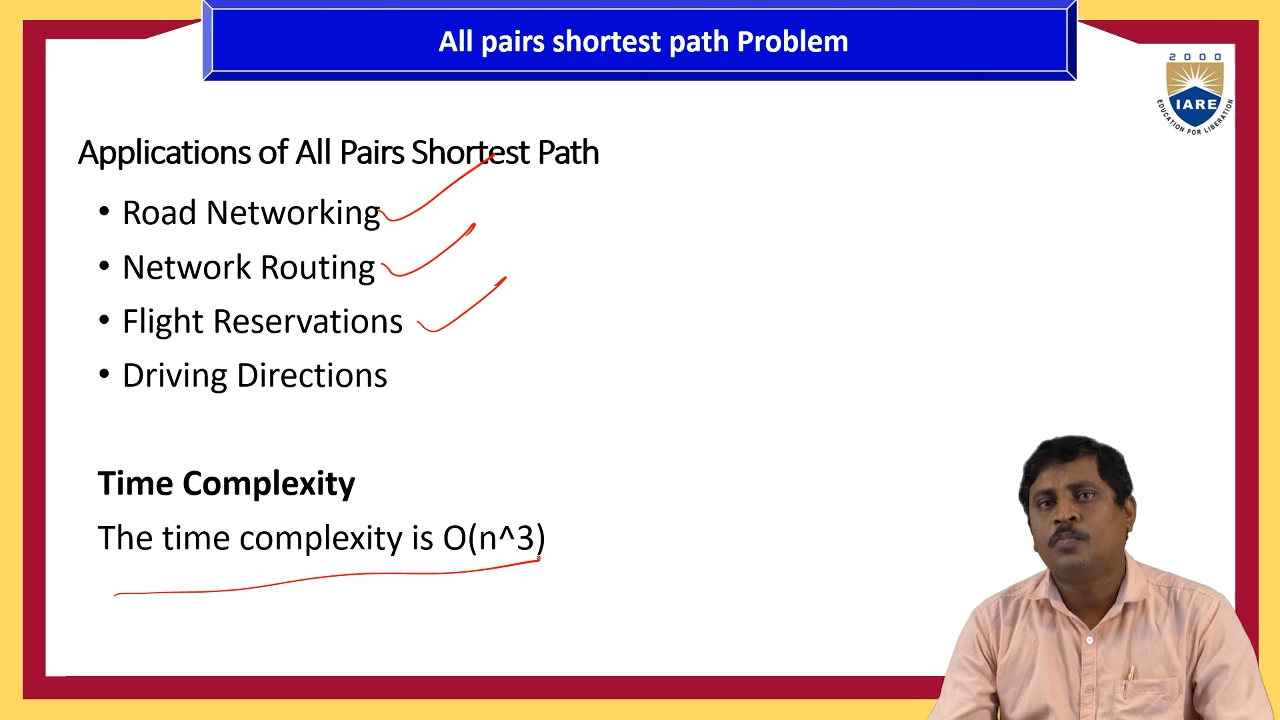 All pairs shortest path Problem
2000
IARE
EDUCATION FOR LIBERATION
Applications of All Pairs Shortest Path
• Road Networking
• Network Routing
• Flight Reservations
• Driving Directions
Time Complexity
The time complexity is O(n^3)